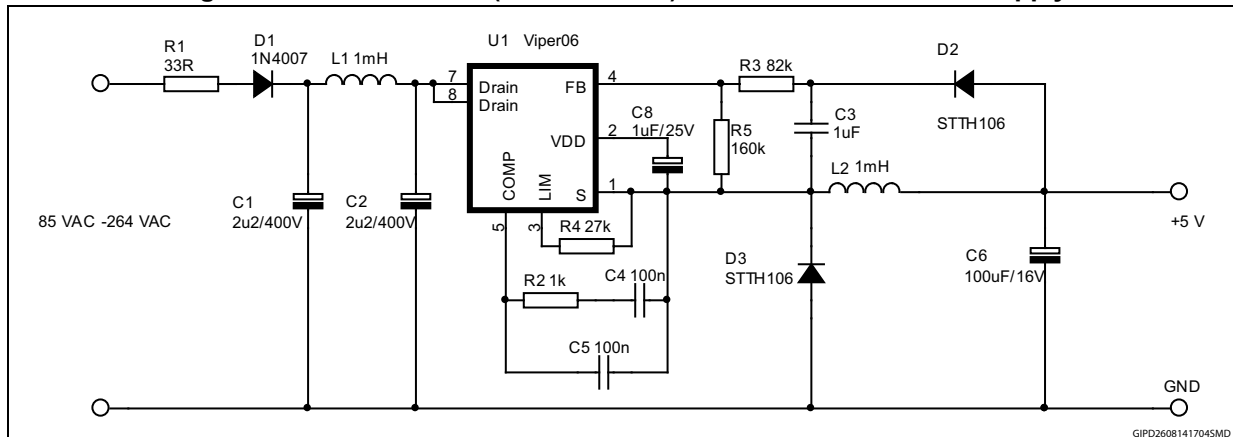 R1
33R
D1
1N4007
L1 1mH
U1 Viper06
7
8
Drain
Drain
FB
4
VDD
2
S
1
COMP
5
LIM
3
R3 82k
R5
160k
C8
1uF/25V
C3
1uF
D2
STTH106
L2 1mH
+5 V
85 VAC -264 VAC
C1
2u2/400V
C2
2u2/400V
R4 27k
R2 1k
C4 100n
C5 100n
D3
STTH106
C6
100uF/16V
GND
GIPD2608141704SMD